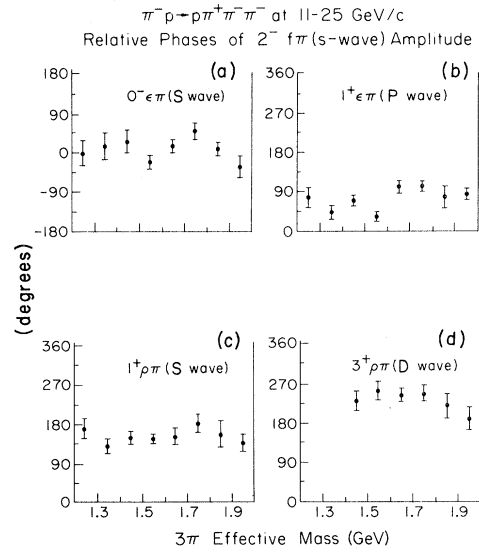 π⁻p→pπ⁺π⁻π⁻ at 11-25 GeV/c
Relative Phases of 2⁻ fπ(s-wave) Amplitude
(a)
0⁻επ(S wave)
180
90
0
-90
-180
(b)
1⁺επ(P wave)
360
270
180
90
0
(degrees)
(c)
1⁺ρπ(S wave)
360
270
180
90
0
1.3 1.5 1.7 1.9
(d)
3⁺ρπ(D wave)
360
270
180
90
0
1.3 1.5 1.7 1.9
3π Effective Mass (GeV)